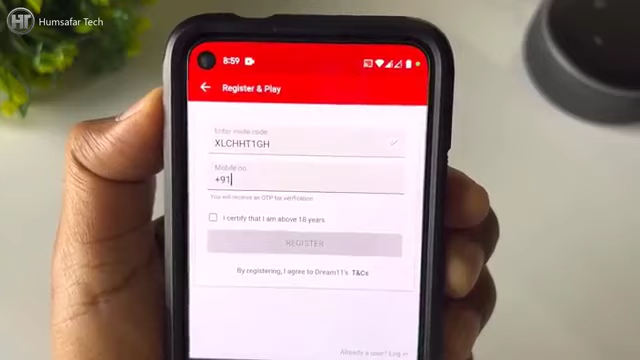 HT Humsafar Tech
8:59
Register & Play
Enter invite code
XLCHHT1GH
Mobile no.
+91
You will receive an OTP for verification
I certify that I am above 18 years
REGISTER
By registering, I agree to Dream11's T&Cs
Already a user? Log in